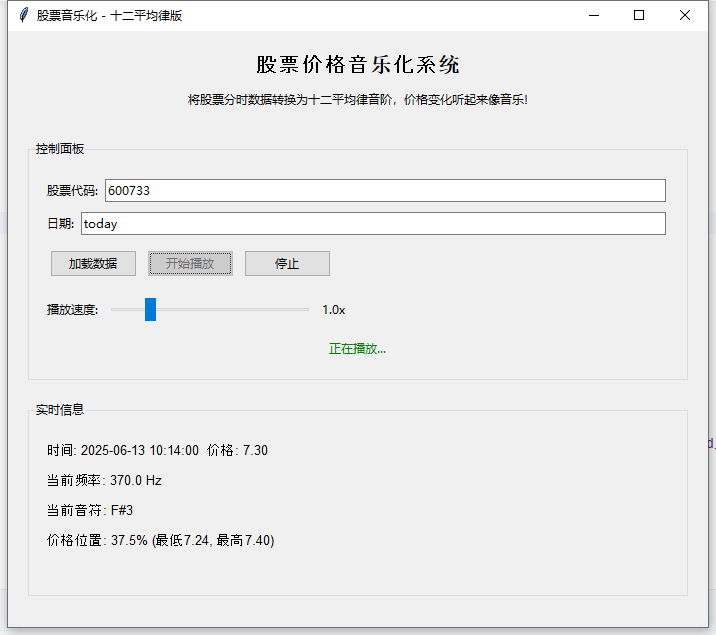 股票音乐化 - 十二平均律版
股票价格音乐化系统
将股票分时数据转换为十二平均律音阶，价格变化听起来像音乐!
控制面板
股票代码: 600733
日期: today
加载数据 开始播放 停止
播放速度: 1.0x
正在播放...
实时信息
时间: 2025-06-13 10:14:00 价格: 7.30
当前频率: 370.0 Hz
当前音符: F#3
价格位置: 37.5% (最低7.24, 最高7.40)